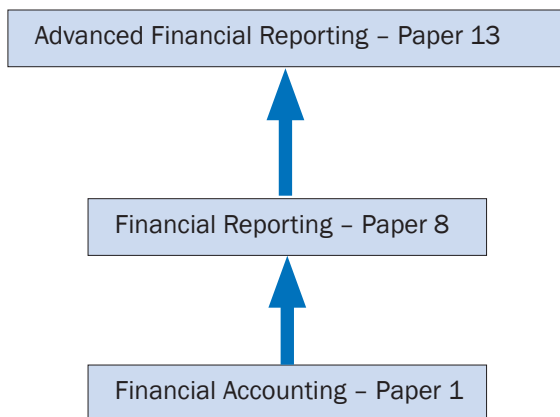 Advanced Financial Reporting – Paper 13
Financial Reporting – Paper 8
Financial Accounting – Paper 1